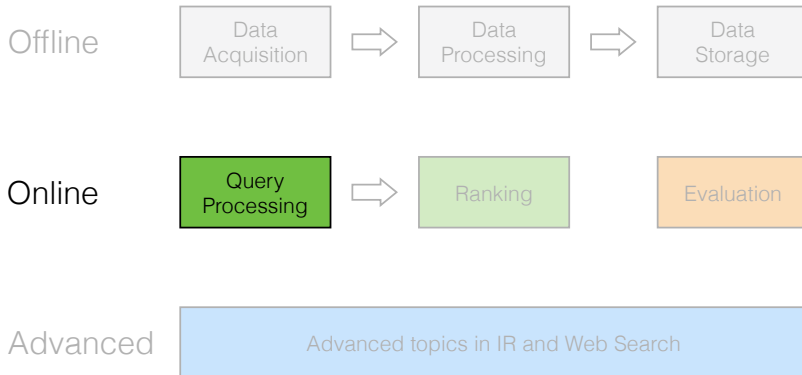 Offline
Data
Acquisition
Data
Processing
Data
Storage
Online
Query
Processing
Ranking
Evaluation
Advanced
Advanced topics in IR and Web Search